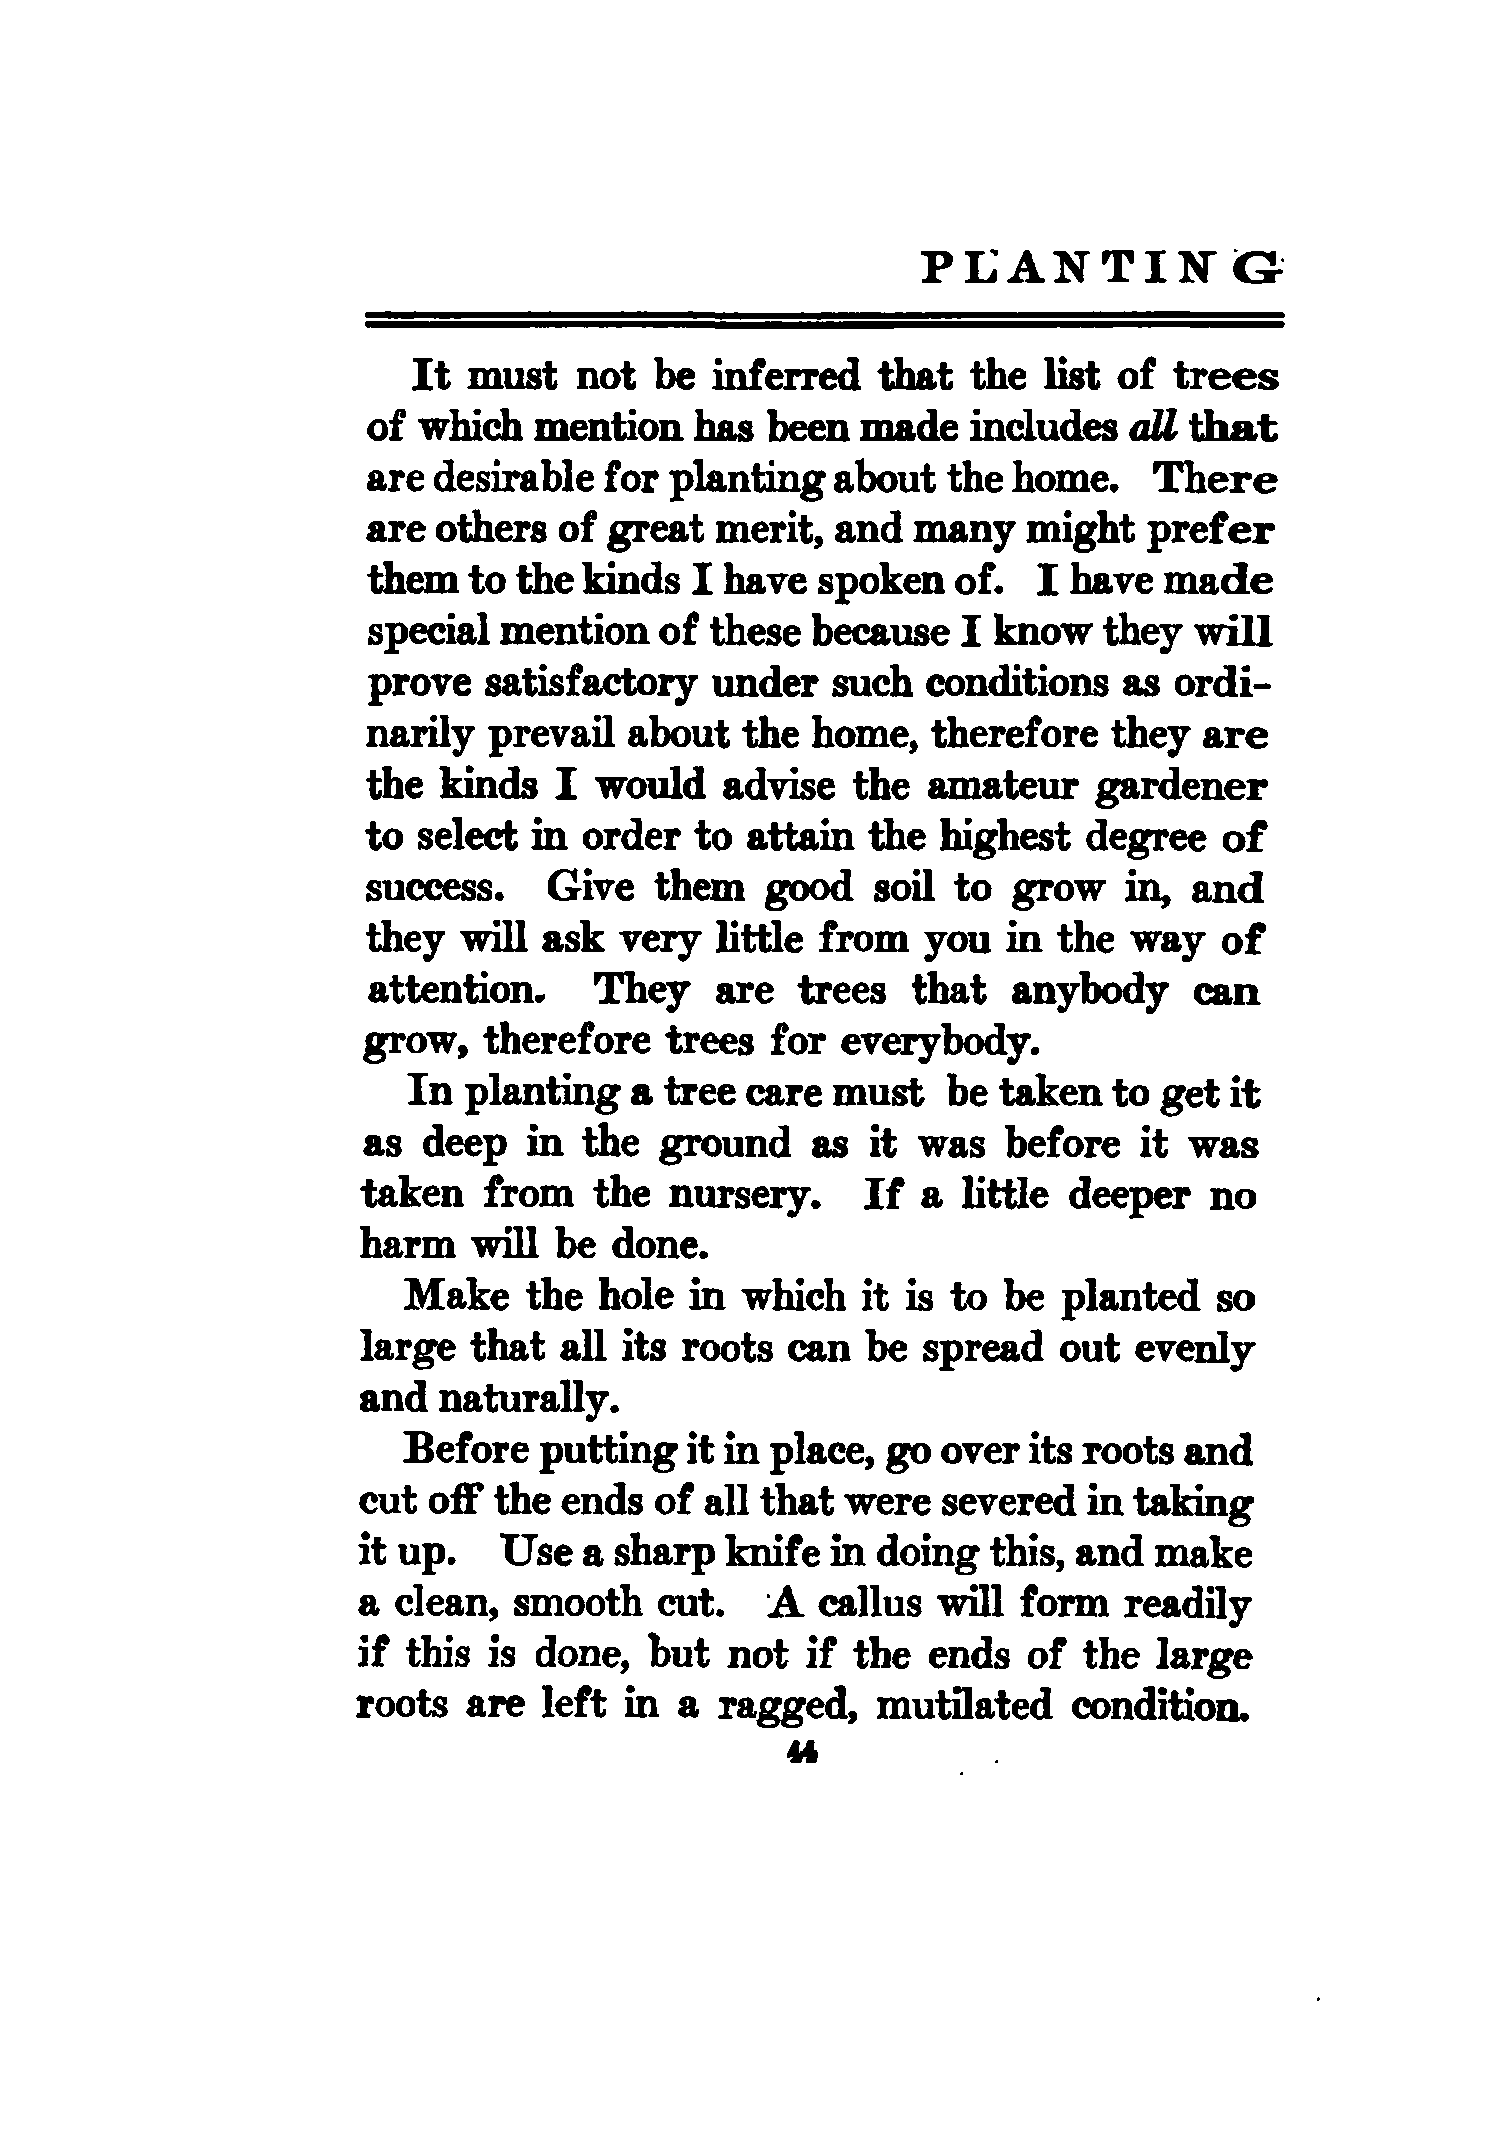 PLANTING
It must not be inferred that the list of trees
of which mention has been made includes all that
are desirable for planting about the home. There
are others of great merit, and many might prefer
them to the kinds I have spoken of. I have made
special mention of these because I know they will
prove satisfactory under such conditions as ordi-
narily prevail about the home, therefore they are
the kinds I would advise the amateur gardener
to select in order to attain the highest degree of
success. Give them good soil to grow in, and
they will ask very little from you in the way of
attention. They are trees that anybody can
grow, therefore trees for everybody.
In planting a tree care must be taken to get it
as deep in the ground as it was before it was
taken from the nursery. If a little deeper no
harm will be done.
Make the hole in which it is to be planted so
large that all its roots can be spread out evenly
and naturally.
Before putting it in place, go over its roots and
cut off the ends of all that were severed in taking
it up. Use a sharp knife in doing this, and make
a clean, smooth cut. A callus will form readily
if this is done, but not if the ends of the large
roots are left in a ragged, mutilated condition.
44